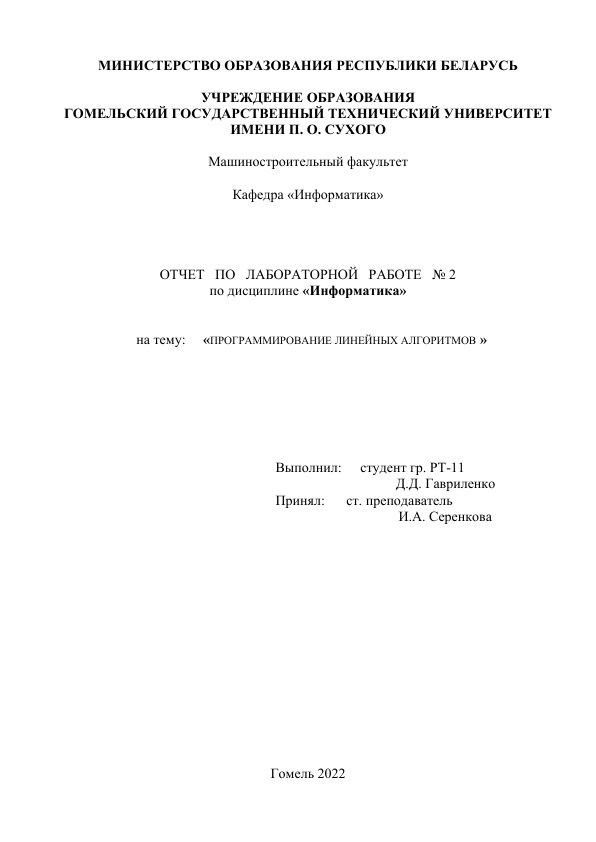 МИНИСТЕРСТВО ОБРАЗОВАНИЯ РЕСПУБЛИКИ БЕЛАРУСЬ
УЧРЕЖДЕНИЕ ОБРАЗОВАНИЯ
ГОМЕЛЬСКИЙ ГОСУДАРСТВЕННЫЙ ТЕХНИЧЕСКИЙ УНИВЕРСИТЕТ
ИМЕНИ П. О. СУХОГО
Машиностроительный факультет
Кафедра «Информатика»
ОТЧЕТ ПО ЛАБОРАТОРНОЙ РАБОТЕ № 2
по дисциплине «Информатика»
на тему: «ПРОГРАММИРОВАНИЕ ЛИНЕЙНЫХ АЛГОРИТМОВ »
Выполнил: студент гр. РТ-11
Д.Д. Гавриленко
Принял: ст. преподаватель
И.А. Серенкова
Гомель 2022